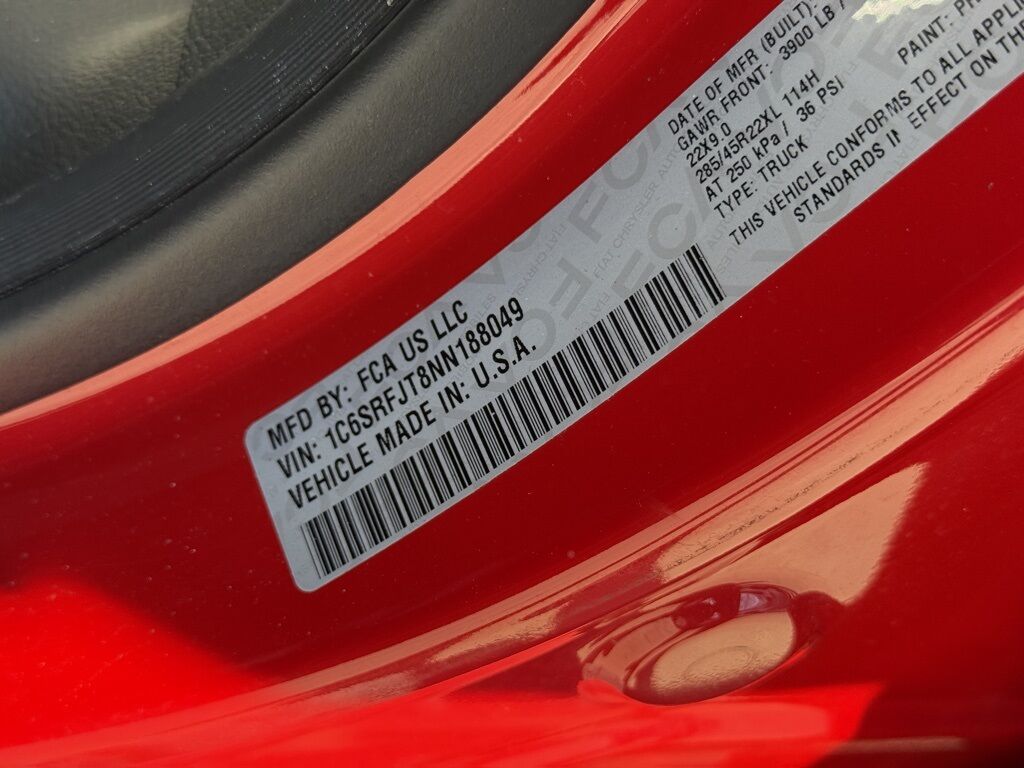 MFD BY: FCA US LLC
VIN: 1C6SRFJT8NN188049
VEHICLE MADE IN: U.S.A.
DATE OF MFR (BUILT):
GAWR FRONT: 3900 LB /
22X9.0
285/45R22XL 114H
AT 250 kPa / 36 PSI
TYPE: TRUCK
PAINT:
THIS VEHICLE CONFORMS TO ALL
STANDARDS IN EFFECT ON